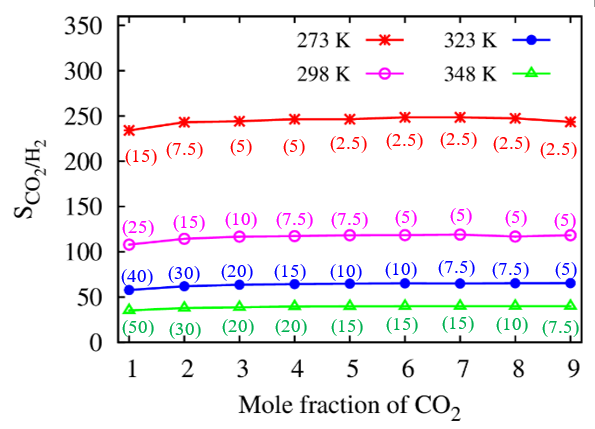 350
300
250
200
150
100
50
0
S_CO2/H2
273 K
323 K
298 K
348 K
(15) (7.5) (5) (5) (2.5) (2.5) (2.5) (2.5) (2.5)
(25) (15) (10) (7.5) (7.5) (5) (5) (5) (5)
(40) (30) (20) (15) (10) (10) (7.5) (7.5) (5)
(50) (30) (20) (20) (15) (15) (15) (10) (7.5)
1 2 3 4 5 6 7 8 9
Mole fraction of CO2